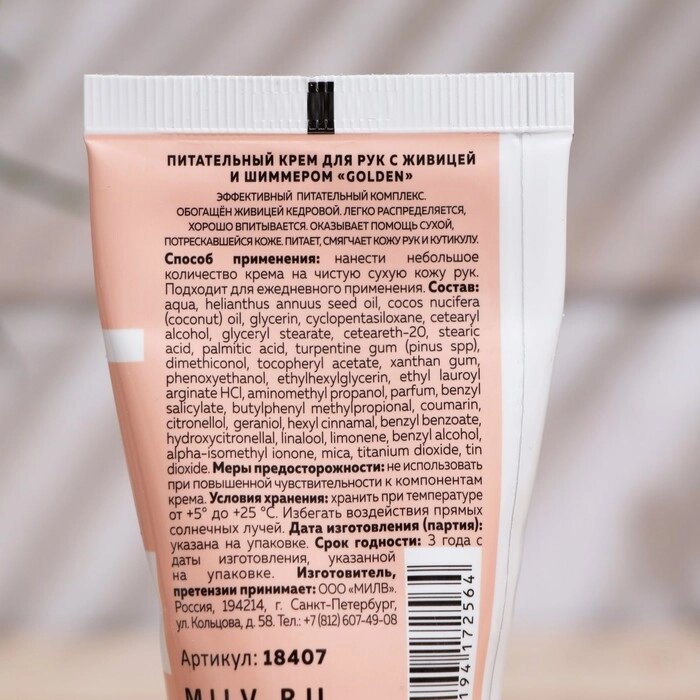 ПИТАТЕЛЬНЫЙ КРЕМ ДЛЯ РУК С ЖИВИЦЕЙ
И ШИММЕРОМ «GOLDEN»
ЭФФЕКТИВНЫЙ ПИТАТЕЛЬНЫЙ КОМПЛЕКС.
ОБОГАЩЁН ЖИВИЦЕЙ КЕДРОВОЙ. ЛЕГКО РАСПРЕДЕЛЯЕТСЯ,
ХОРОШО ВПИТЫВАЕТСЯ. ОКАЗЫВАЕТ ПОМОЩЬ СУХОЙ,
ПОТРЕСКАВШЕЙСЯ КОЖЕ. ПИТАЕТ, СМЯГЧАЕТ КОЖУ РУК И КУТИКУЛУ.
Способ применения: нанести небольшое
количество крема на чистую сухую кожу рук.
Подходит для ежедневного применения. Состав:
aqua, helianthus annuus seed oil, cocos nucifera
(coconut) oil, glycerin, cyclopentasiloxane, cetearyl
alcohol, glyceryl stearate, ceteareth-20, stearic
acid, palmitic acid, turpentine gum (pinus spp),
dimethiconol, tocopheryl acetate, xanthan gum,
phenoxyethanol, ethylhexylglycerin, ethyl lauroyl
arginate HCl, aminomethyl propanol, parfum, benzyl
salicylate, butylphenyl methylpropional, coumarin,
citronellol, geraniol, hexyl cinnamal, benzyl benzoate,
hydroxycitronellal, linalool, limonene, benzyl alcohol,
alpha-isomethyl ionone, mica, titanium dioxide, tin
dioxide. Меры предосторожности: не использовать
при повышенной чувствительности к компонентам
крема. Условия хранения: хранить при температуре
от +5° до +25 °C. Избегать воздействия прямых
солнечных лучей. Дата изготовления (партия):
указана на упаковке. Срок годности: 3 года с
даты изготовления, указанной
на упаковке. Изготовитель,
претензии принимает: ООО «МИЛВ».
Россия, 194214, г. Санкт-Петербург,
ул. Кольцова, д. 58. Тел.: +7 (812) 607-49-08
Артикул: 18407
MILV.RU
194172564